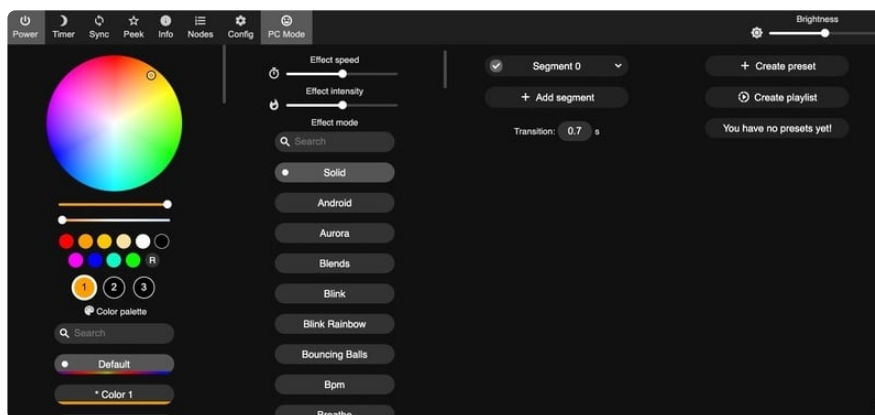 Power Timer Sync Peek Info Nodes Config PC Mode
Brightness
R
1 2 3
Color palette
Search
Default
* Color 1
Effect speed
Effect intensity
Effect mode
Search
Solid
Android
Aurora
Blends
Blink
Blink Rainbow
Bouncing Balls
Bpm
Breathe
Segment 0
+ Add segment
Transition: 0.7 s
+ Create preset
Create playlist
You have no presets yet!